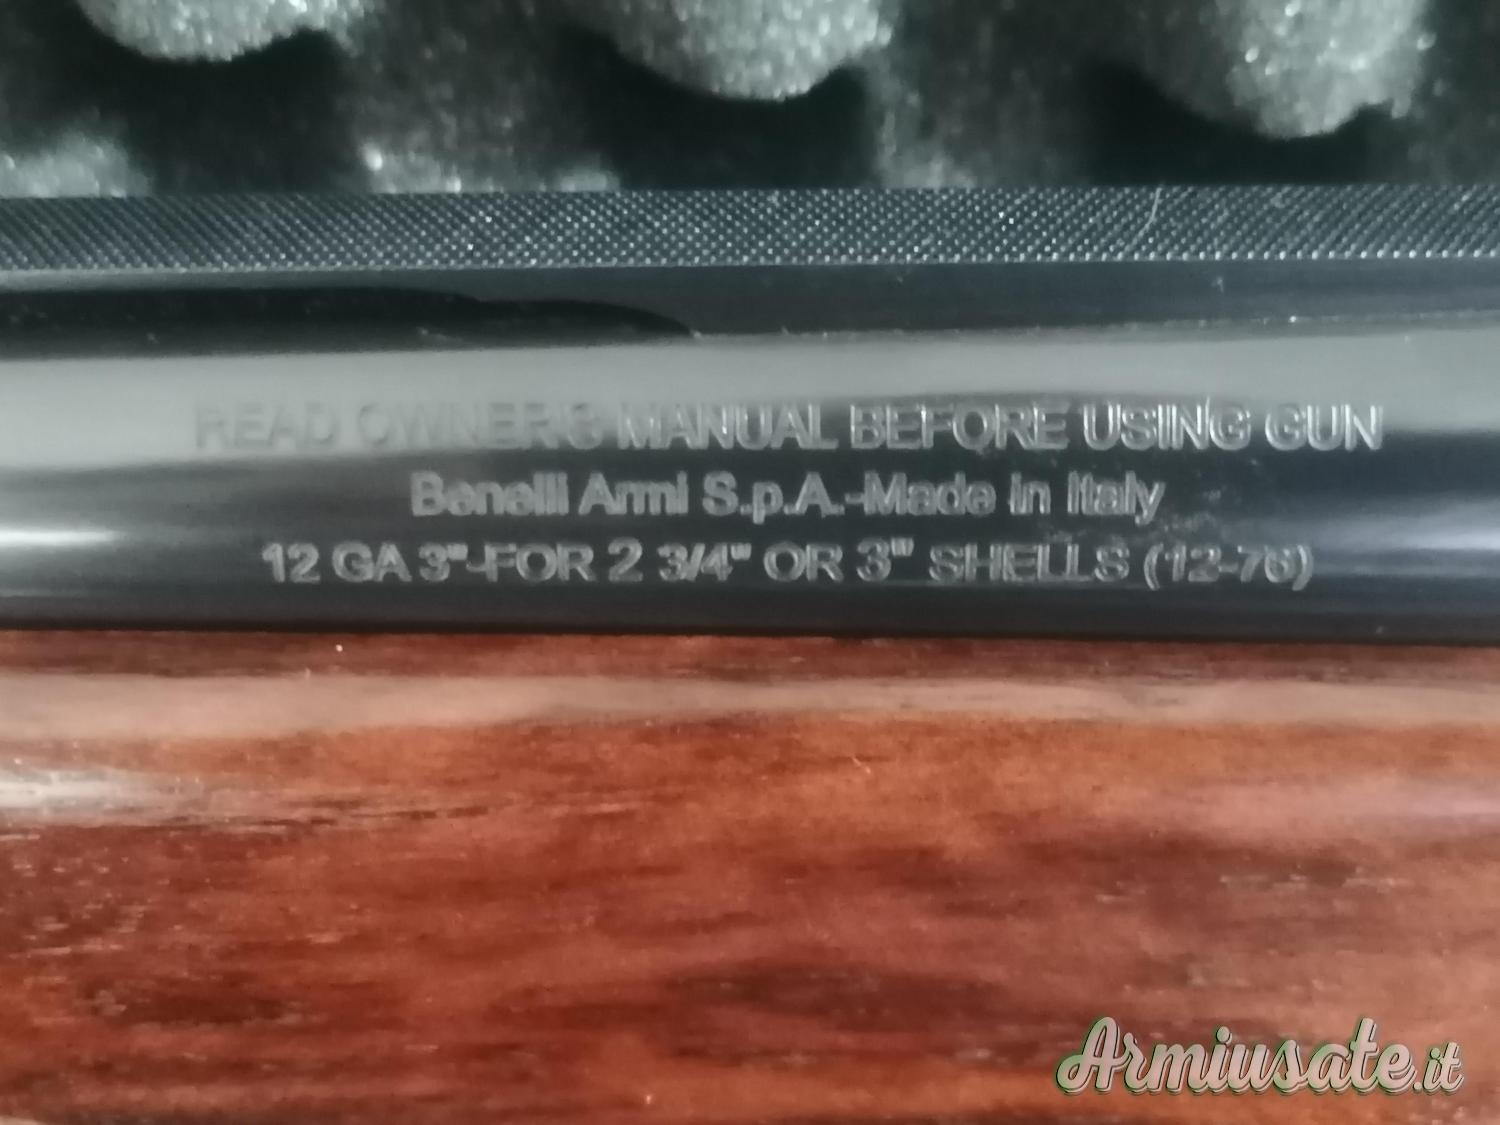 READ OWNER'S MANUAL BEFORE USING GUN
Benelli Armi S.p.A.-Made in Italy
12 GA 3"-FOR 2 3/4" OR 3" SHELLS (12-76)
Armiusate.it